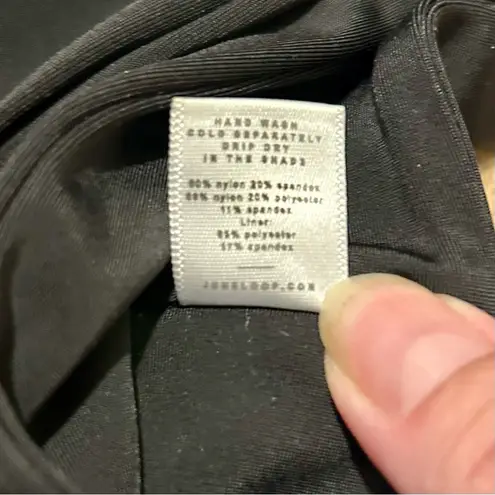 HAND WASH
COLD SEPARATELY
DRIP DRY
IN THE SHADE
80% nylon 20% spandex
69% nylon 20% polyester
11% spandex
Liner:
83% polyester
17% spandex
JUNELOOP.COM